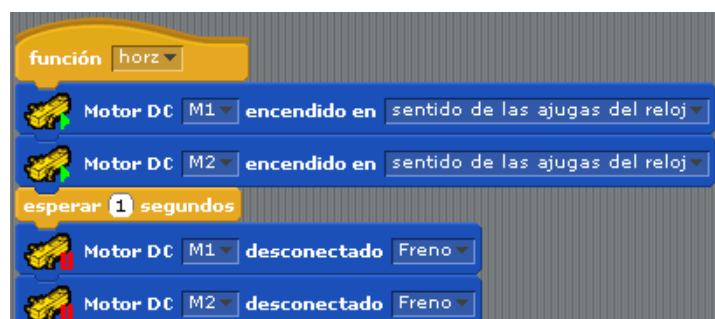 función horz
Motor DC M1 encendido en sentido de las ajugas del reloj
Motor DC M2 encendido en sentido de las ajugas del reloj
esperar 1 segundos
Motor DC M1 desconectado Freno
Motor DC M2 desconectado Freno